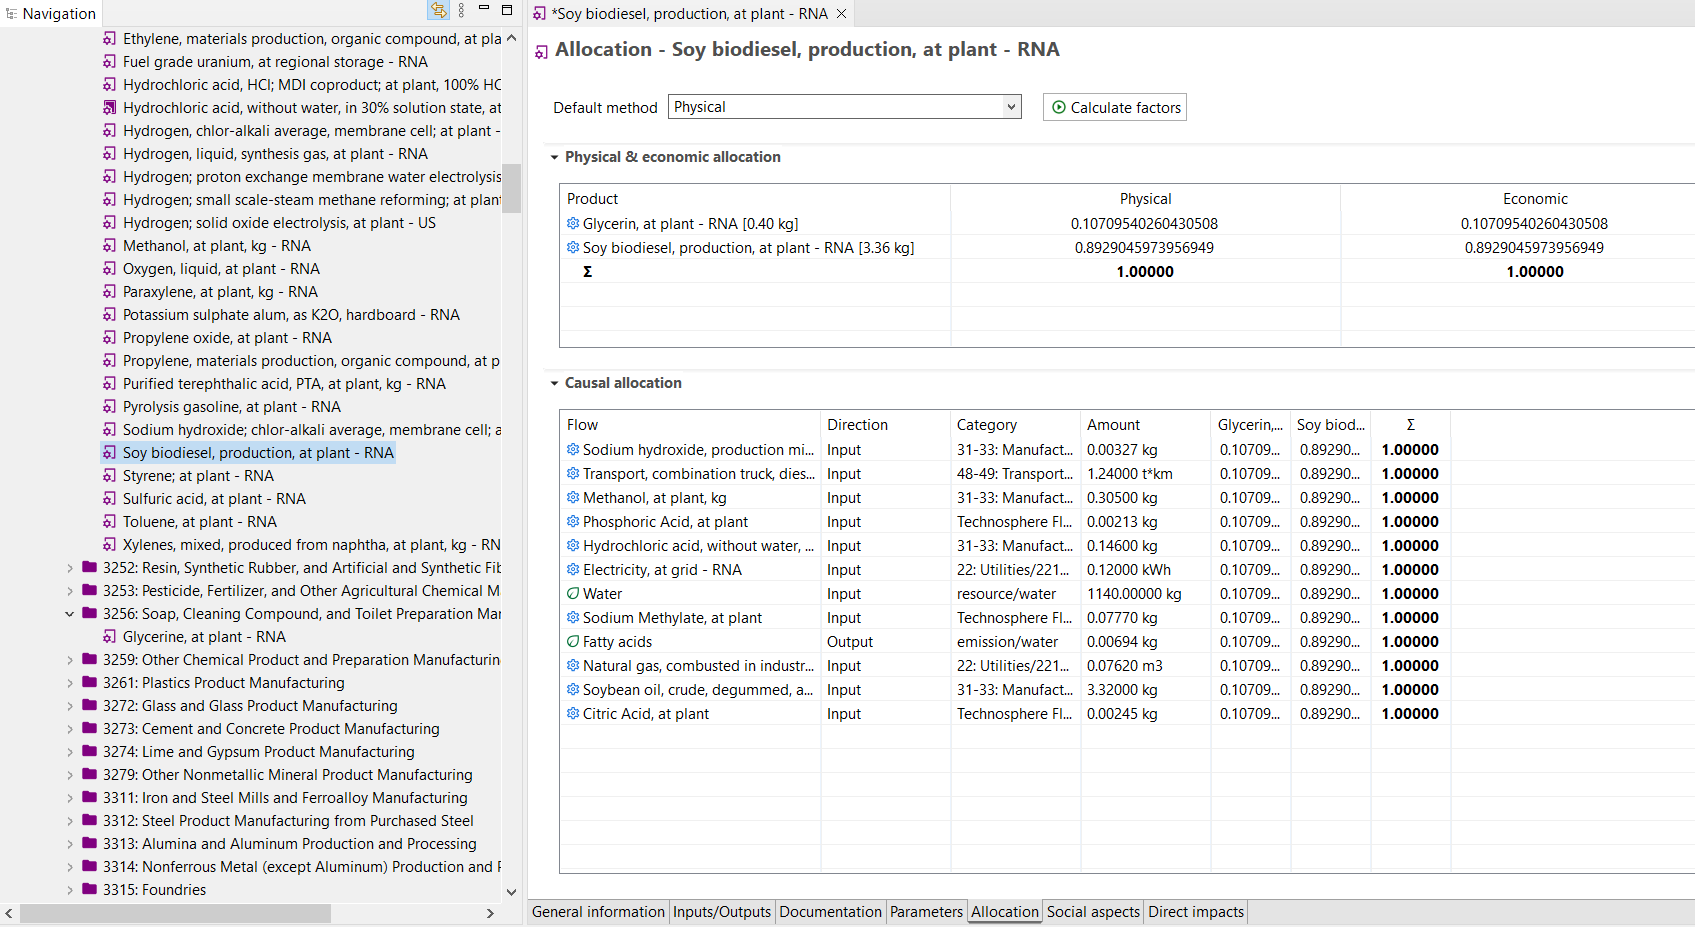 Navigation
Ethylene, materials production, organic compound, at pla
Fuel grade uranium, at regional storage - RNA
Hydrochloric acid, HCl; MDI coproduct; at plant, 100% HC
Hydrochloric acid, without water, in 30% solution state, at
Hydrogen, chlor-alkali average, membrane cell; at plant -
Hydrogen, liquid, synthesis gas, at plant - RNA
Hydrogen; proton exchange membrane water electrolysis
Hydrogen; small scale-steam methane reforming; at plant
Hydrogen; solid oxide electrolysis, at plant - US
Methanol, at plant, kg - RNA
Oxygen, liquid, at plant - RNA
Paraxylene, at plant, kg - RNA
Potassium sulphate alum, as K2O, hardboard - RNA
Propylene oxide, at plant - RNA
Propylene, materials production, organic compound, at p
Purified terephthalic acid, PTA, at plant, kg - RNA
Pyrolysis gasoline, at plant - RNA
Sodium hydroxide; chlor-alkali average, membrane cell; a
Soy biodiesel, production, at plant - RNA
Styrene; at plant - RNA
Sulfuric acid, at plant - RNA
Toluene, at plant - RNA
Xylenes, mixed, produced from naphtha, at plant, kg - RN
3252: Resin, Synthetic Rubber, and Artificial and Synthetic Fib
3253: Pesticide, Fertilizer, and Other Agricultural Chemical M
3256: Soap, Cleaning Compound, and Toilet Preparation Mar
Glycerine, at plant - RNA
3259: Other Chemical Product and Preparation Manufacturin
3261: Plastics Product Manufacturing
3272: Glass and Glass Product Manufacturing
3273: Cement and Concrete Product Manufacturing
3274: Lime and Gypsum Product Manufacturing
3279: Other Nonmetallic Mineral Product Manufacturing
3311: Iron and Steel Mills and Ferroalloy Manufacturing
3312: Steel Product Manufacturing from Purchased Steel
3313: Alumina and Aluminum Production and Processing
3314: Nonferrous Metal (except Aluminum) Production and P
3315: Foundries
*Soy biodiesel, production, at plant - RNA
Allocation - Soy biodiesel, production, at plant - RNA
Default method Physical Calculate factors
Physical & economic allocation
Product Physical Economic
Glycerin, at plant - RNA [0.40 kg] 0.10709540260430508 0.10709540260430508
Soy biodiesel, production, at plant - RNA [3.36 kg] 0.8929045973956949 0.8929045973956949
Σ 1.00000 1.00000
Causal allocation
Flow Direction Category Amount Glycerin,... Soy biod... Σ
Sodium hydroxide, production mi... Input 31-33: Manufact... 0.00327 kg 0.10709... 0.89290... 1.00000
Transport, combination truck, dies... Input 48-49: Transport... 1.24000 t*km 0.10709... 0.89290... 1.00000
Methanol, at plant, kg Input 31-33: Manufact... 0.30500 kg 0.10709... 0.89290... 1.00000
Phosphoric Acid, at plant Input Technosphere Fl... 0.00213 kg 0.10709... 0.89290... 1.00000
Hydrochloric acid, without water, ... Input 31-33: Manufact... 0.14600 kg 0.10709... 0.89290... 1.00000
Electricity, at grid - RNA Input 22: Utilities/221... 0.12000 kWh 0.10709... 0.89290... 1.00000
Water Input resource/water 1140.00000 kg 0.10709... 0.89290... 1.00000
Sodium Methylate, at plant Input Technosphere Fl... 0.07770 kg 0.10709... 0.89290... 1.00000
Fatty acids Output emission/water 0.00694 kg 0.10709... 0.89290... 1.00000
Natural gas, combusted in industr... Input 22: Utilities/221... 0.07620 m3 0.10709... 0.89290... 1.00000
Soybean oil, crude, degummed, a... Input 31-33: Manufact... 3.32000 kg 0.10709... 0.89290... 1.00000
Citric Acid, at plant Input Technosphere Fl... 0.00245 kg 0.10709... 0.89290... 1.00000
General information Inputs/Outputs Documentation Parameters Allocation Social aspects Direct impacts